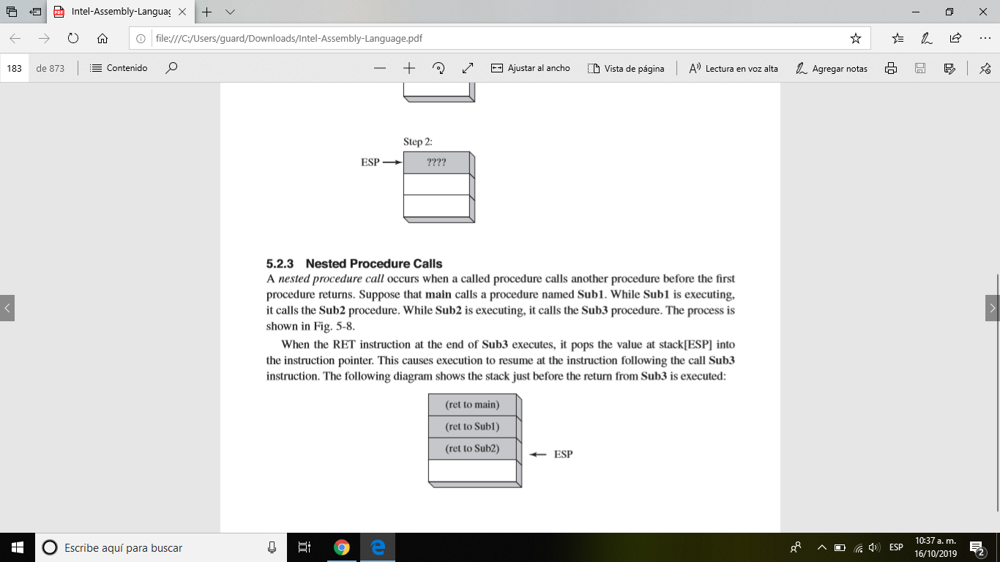 Intel-Assembly-Languag
file:///C:/Users/guard/Downloads/Intel-Assembly-Language.pdf
183 de 873 Contenido Ajustar al ancho Vista de página Lectura en voz alta Agregar notas
Step 2:
ESP ????
5.2.3 Nested Procedure Calls
A nested procedure call occurs when a called procedure calls another procedure before the first
procedure returns. Suppose that main calls a procedure named Sub1. While Sub1 is executing,
it calls the Sub2 procedure. While Sub2 is executing, it calls the Sub3 procedure. The process is
shown in Fig. 5-8.
When the RET instruction at the end of Sub3 executes, it pops the value at stack[ESP] into
the instruction pointer. This causes execution to resume at the instruction following the call Sub3
instruction. The following diagram shows the stack just before the return from Sub3 is executed:
(ret to main)
(ret to Sub1)
(ret to Sub2)
ESP
Escribe aquí para buscar
ESP
10:37 a. m.
16/10/2019
2